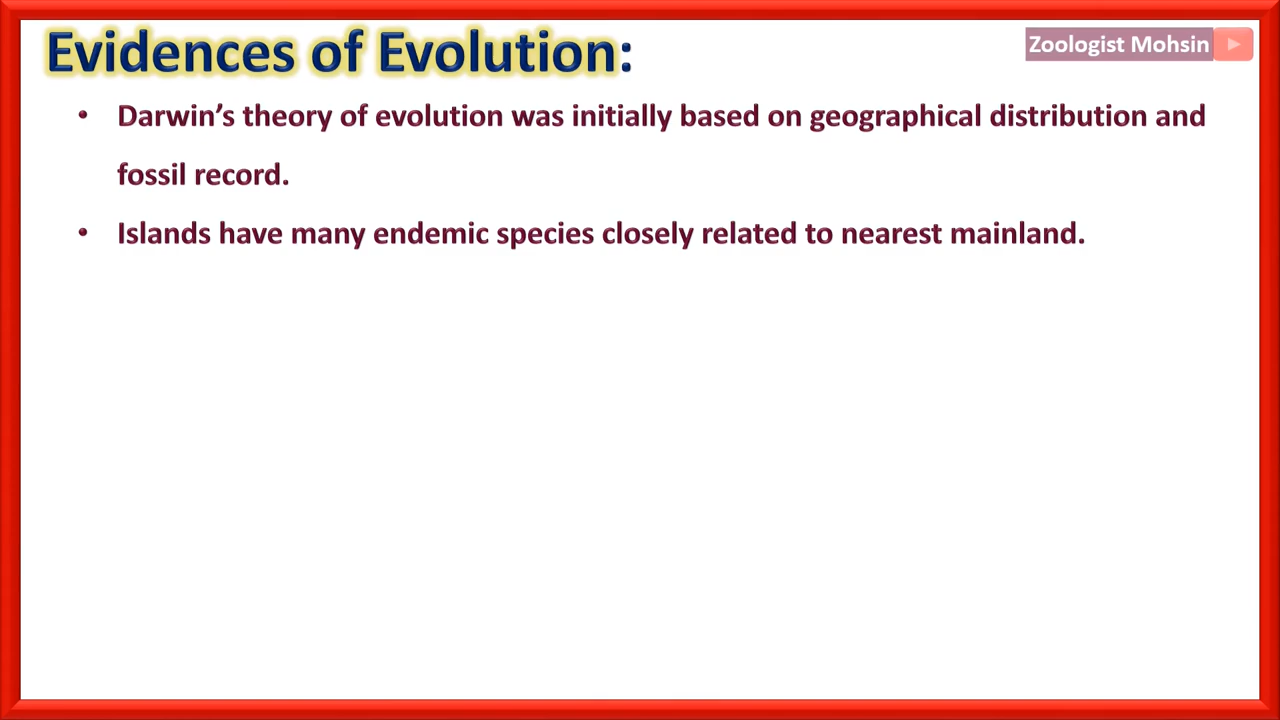 Evidences of Evolution:
Zoologist Mohsin
• Darwin’s theory of evolution was initially based on geographical distribution and
fossil record.
• Islands have many endemic species closely related to nearest mainland.